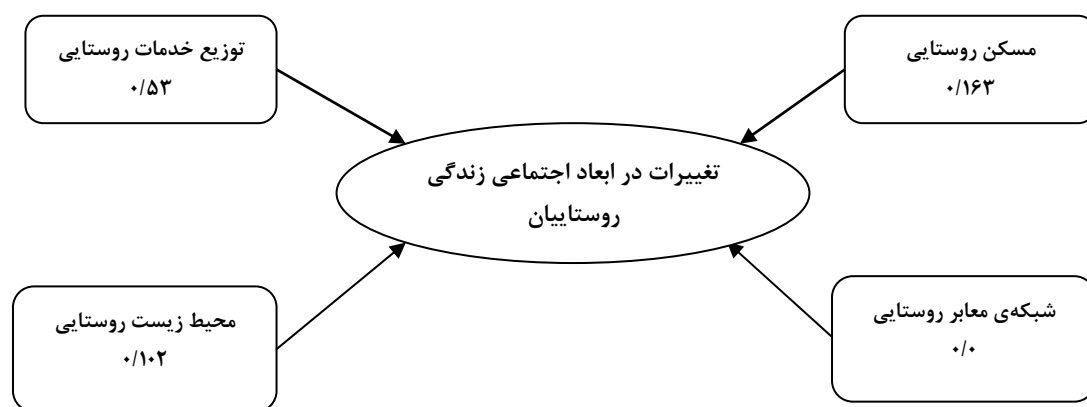 مسکن روستایی
۰/۱۶۳
توزیع خدمات روستایی
۰/۵۳
تغییرات در ابعاد اجتماعی زندگی
روستاییان
شبکه‌ی معابر روستایی
۰/۰
محیط زیست روستایی
۰/۱۰۲